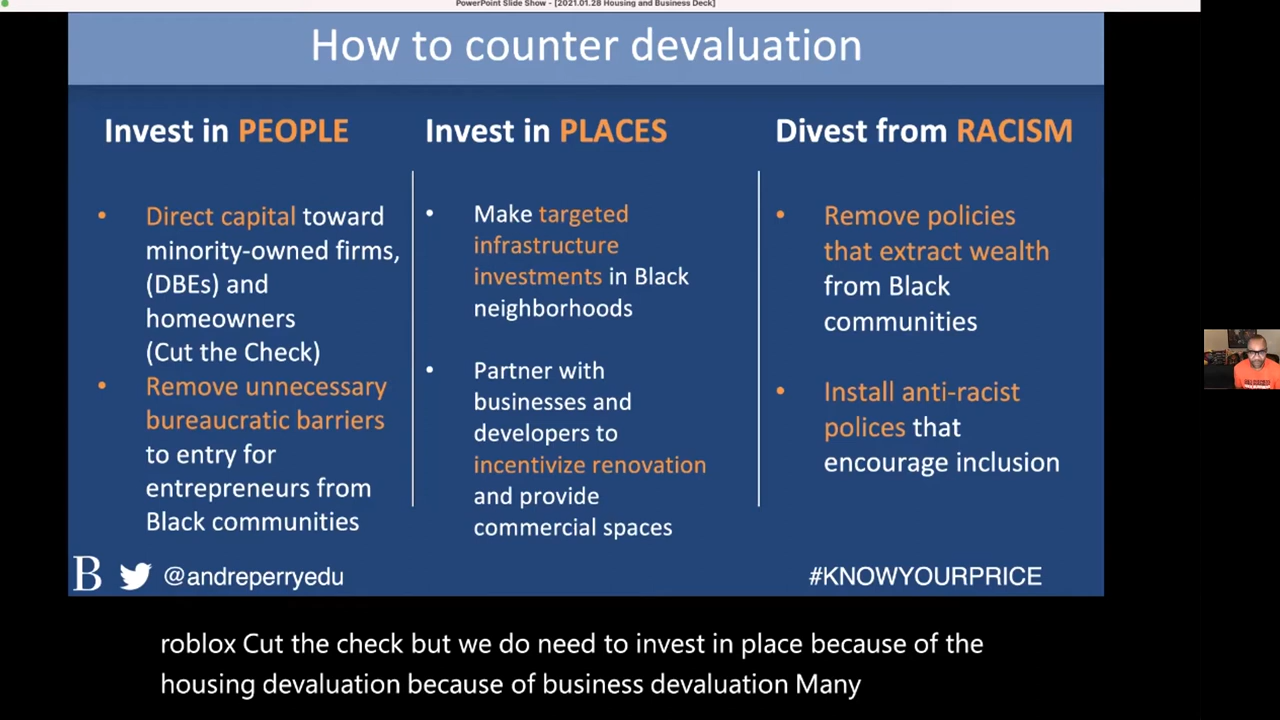 PowerPoint Slide Show - [2021.01.28 Housing and Business Deck]
How to counter devaluation
Invest in PEOPLE
• Direct capital toward
minority-owned firms,
(DBEs) and
homeowners
(Cut the Check)
• Remove unnecessary
bureaucratic barriers
to entry for
entrepreneurs from
Black communities
Invest in PLACES
• Make targeted
infrastructure
investments in Black
neighborhoods
• Partner with
businesses and
developers to
incentivize renovation
and provide
commercial spaces
Divest from RACISM
• Remove policies
that extract wealth
from Black
communities
• Install anti-racist
polices that
encourage inclusion
B @andreperryedu
#KNOWYOURPRICE
roblox Cut the check but we do need to invest in place because of the
housing devaluation because of business devaluation Many